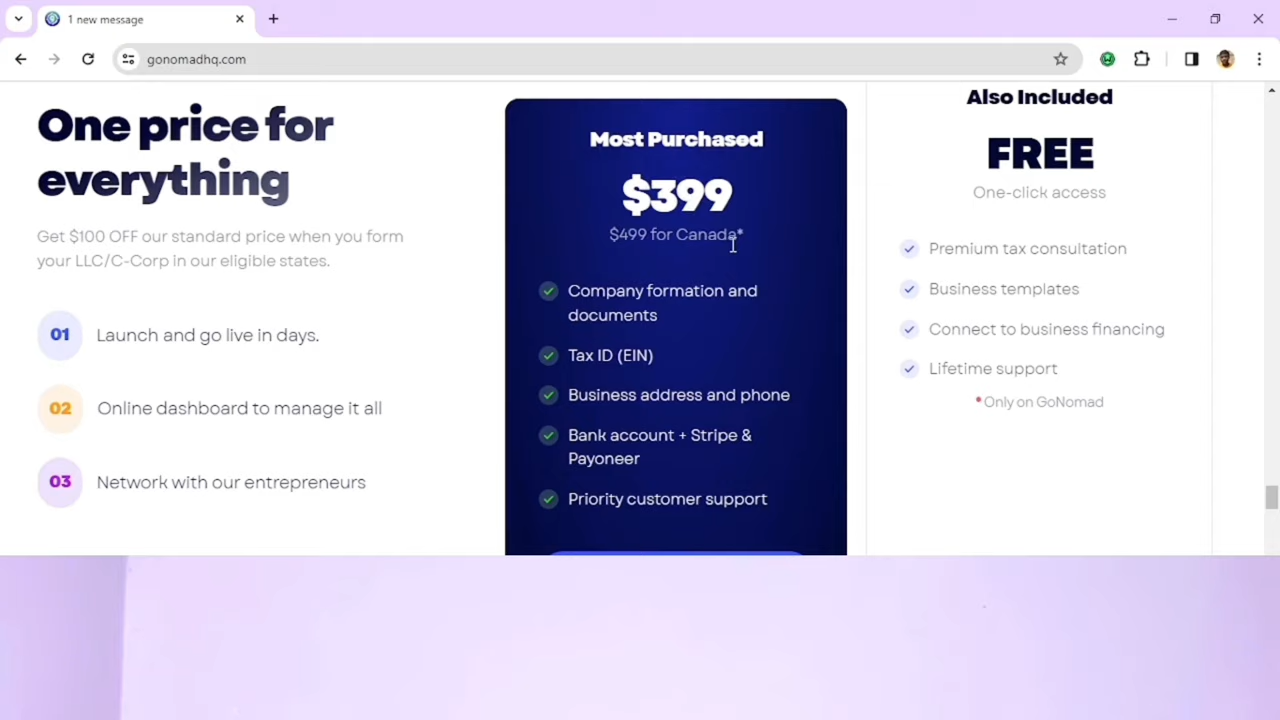 1 new message
gonomadhq.com
One price for
everything
Get $100 OFF our standard price when you form
your LLC/C-Corp in our eligible states.
01 Launch and go live in days.
02 Online dashboard to manage it all
03 Network with our entrepreneurs
Most Purchased
$399
$499 for Canada*
Company formation and
documents
Tax ID (EIN)
Business address and phone
Bank account + Stripe &
Payoneer
Priority customer support
Also Included
FREE
One-click access
Premium tax consultation
Business templates
Connect to business financing
Lifetime support
*Only on GoNomad